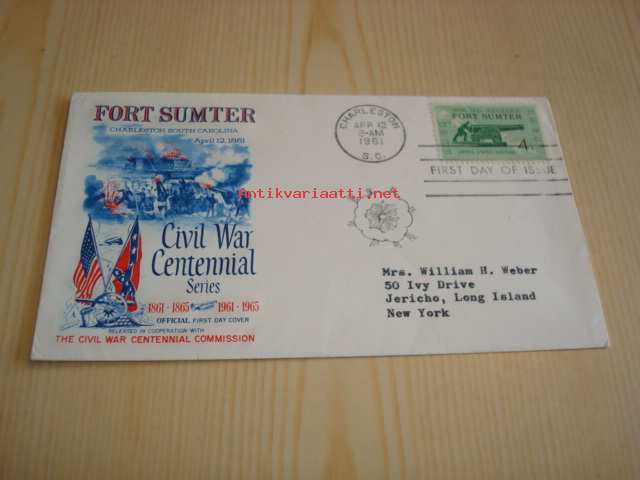 FORT SUMTER
CHARLESTON SOUTH CAROLINA
April 12, 1861
Civil War
Centennial
Series
1861 · 1865 1961 · 1965
OFFICIAL FIRST DAY COVER
RELEASED IN COOPERATION WITH
THE CIVIL WAR CENTENNIAL COMMISSION
CHARLESTON
APR 12
9-AM
1961
S.C.
FORT SUMTER
4¢
FIRST DAY OF ISSUE
Antikvariaatti.net
Mrs. William H. Weber
50 Ivy Drive
Jericho, Long Island
New York